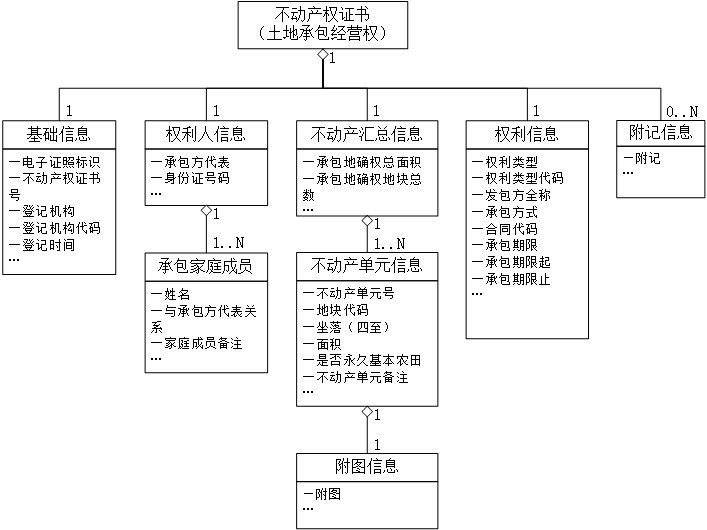 不动产权证书
（土地承包经营权）
1
1
1
1
1
0..N
基础信息
一电子证照标识
一不动产权证书
号
一登记机构
一登记机构代码
一登记时间
...
权利人信息
一承包方代表
一身份证号码
...
1
1..N
承包家庭成员
一姓名
一与承包方代表关
系
一家庭成员备注
...
不动产汇总信息
一承包地确权总面积
一承包地确权地块总
数
...
1
1..N
不动产单元信息
一不动产单元号
一地块代码
一坐落（四至）
一面积
一是否永久基本农田
一不动产单元备注
...
1
1
附图信息
一附图
...
权利信息
一权利类型
一权利类型代码
一发包方全称
一承包方式
一合同代码
一承包期限
一承包期限起
一承包期限止
...
附记信息
一附记
...